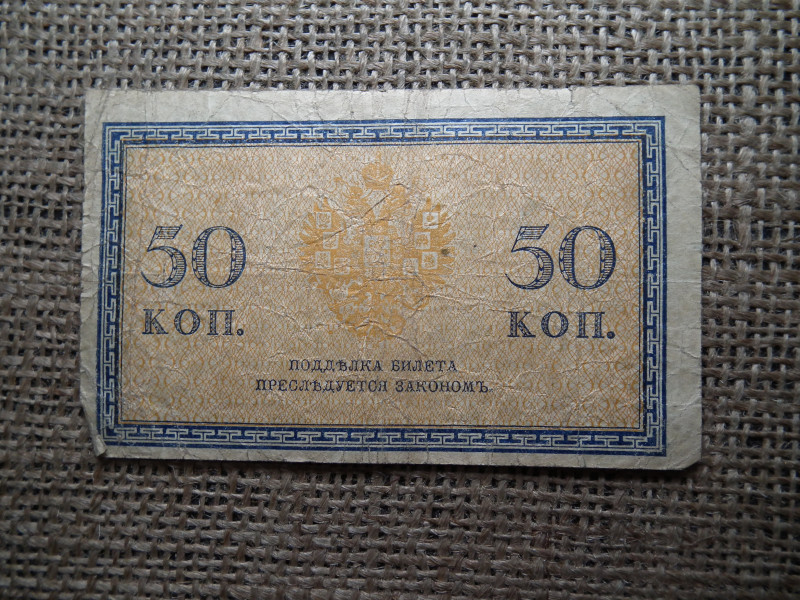 50 50
КОП. КОП.
ПОДДѢЛКА БИЛЕТА
ПРЕСЛѢДУЕТСЯ ЗАКОНОМЪ.